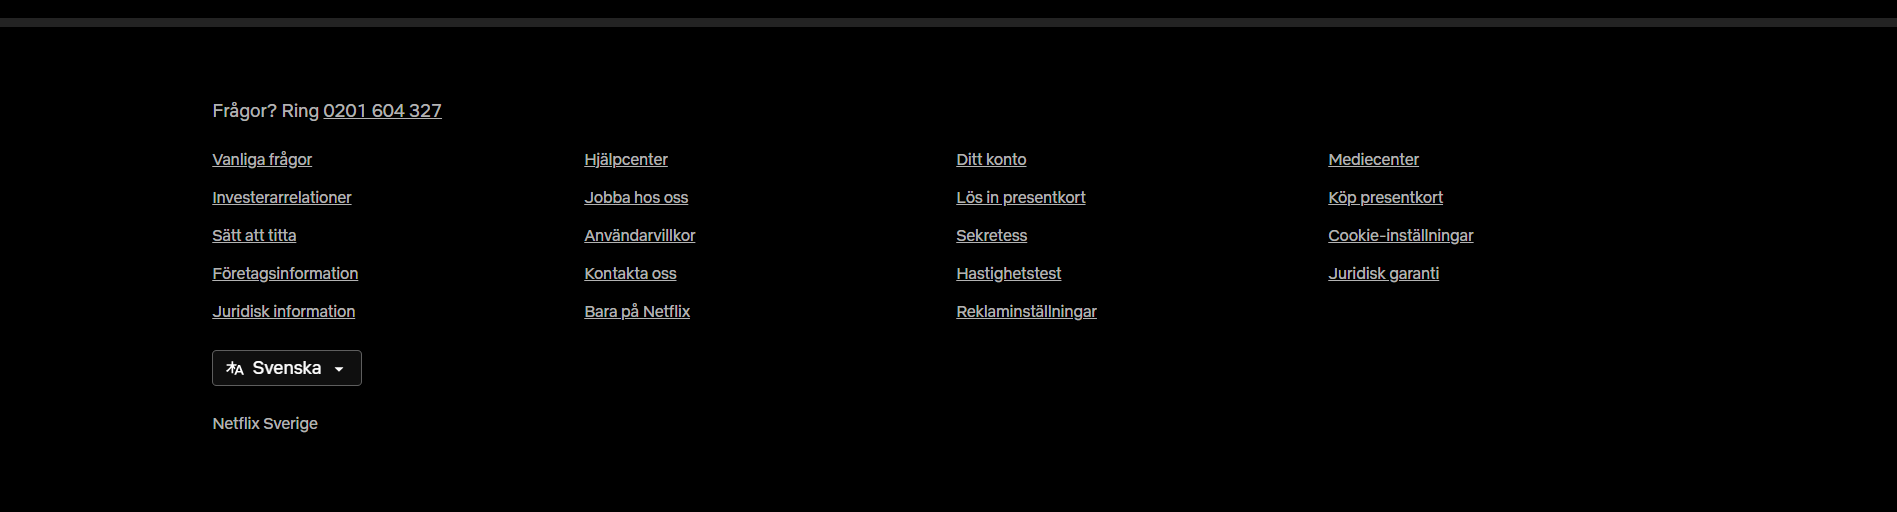 Frågor? Ring 0201 604 327
Vanliga frågor
Hjälpcenter
Ditt konto
Mediecenter
Investerarrelationer
Jobba hos oss
Lös in presentkort
Köp presentkort
Sätt att titta
Användarvillkor
Sekretess
Cookie-inställningar
Företagsinformation
Kontakta oss
Hastighetstest
Juridisk garanti
Juridisk information
Bara på Netflix
Reklaminställningar
Svenska
Netflix Sverige